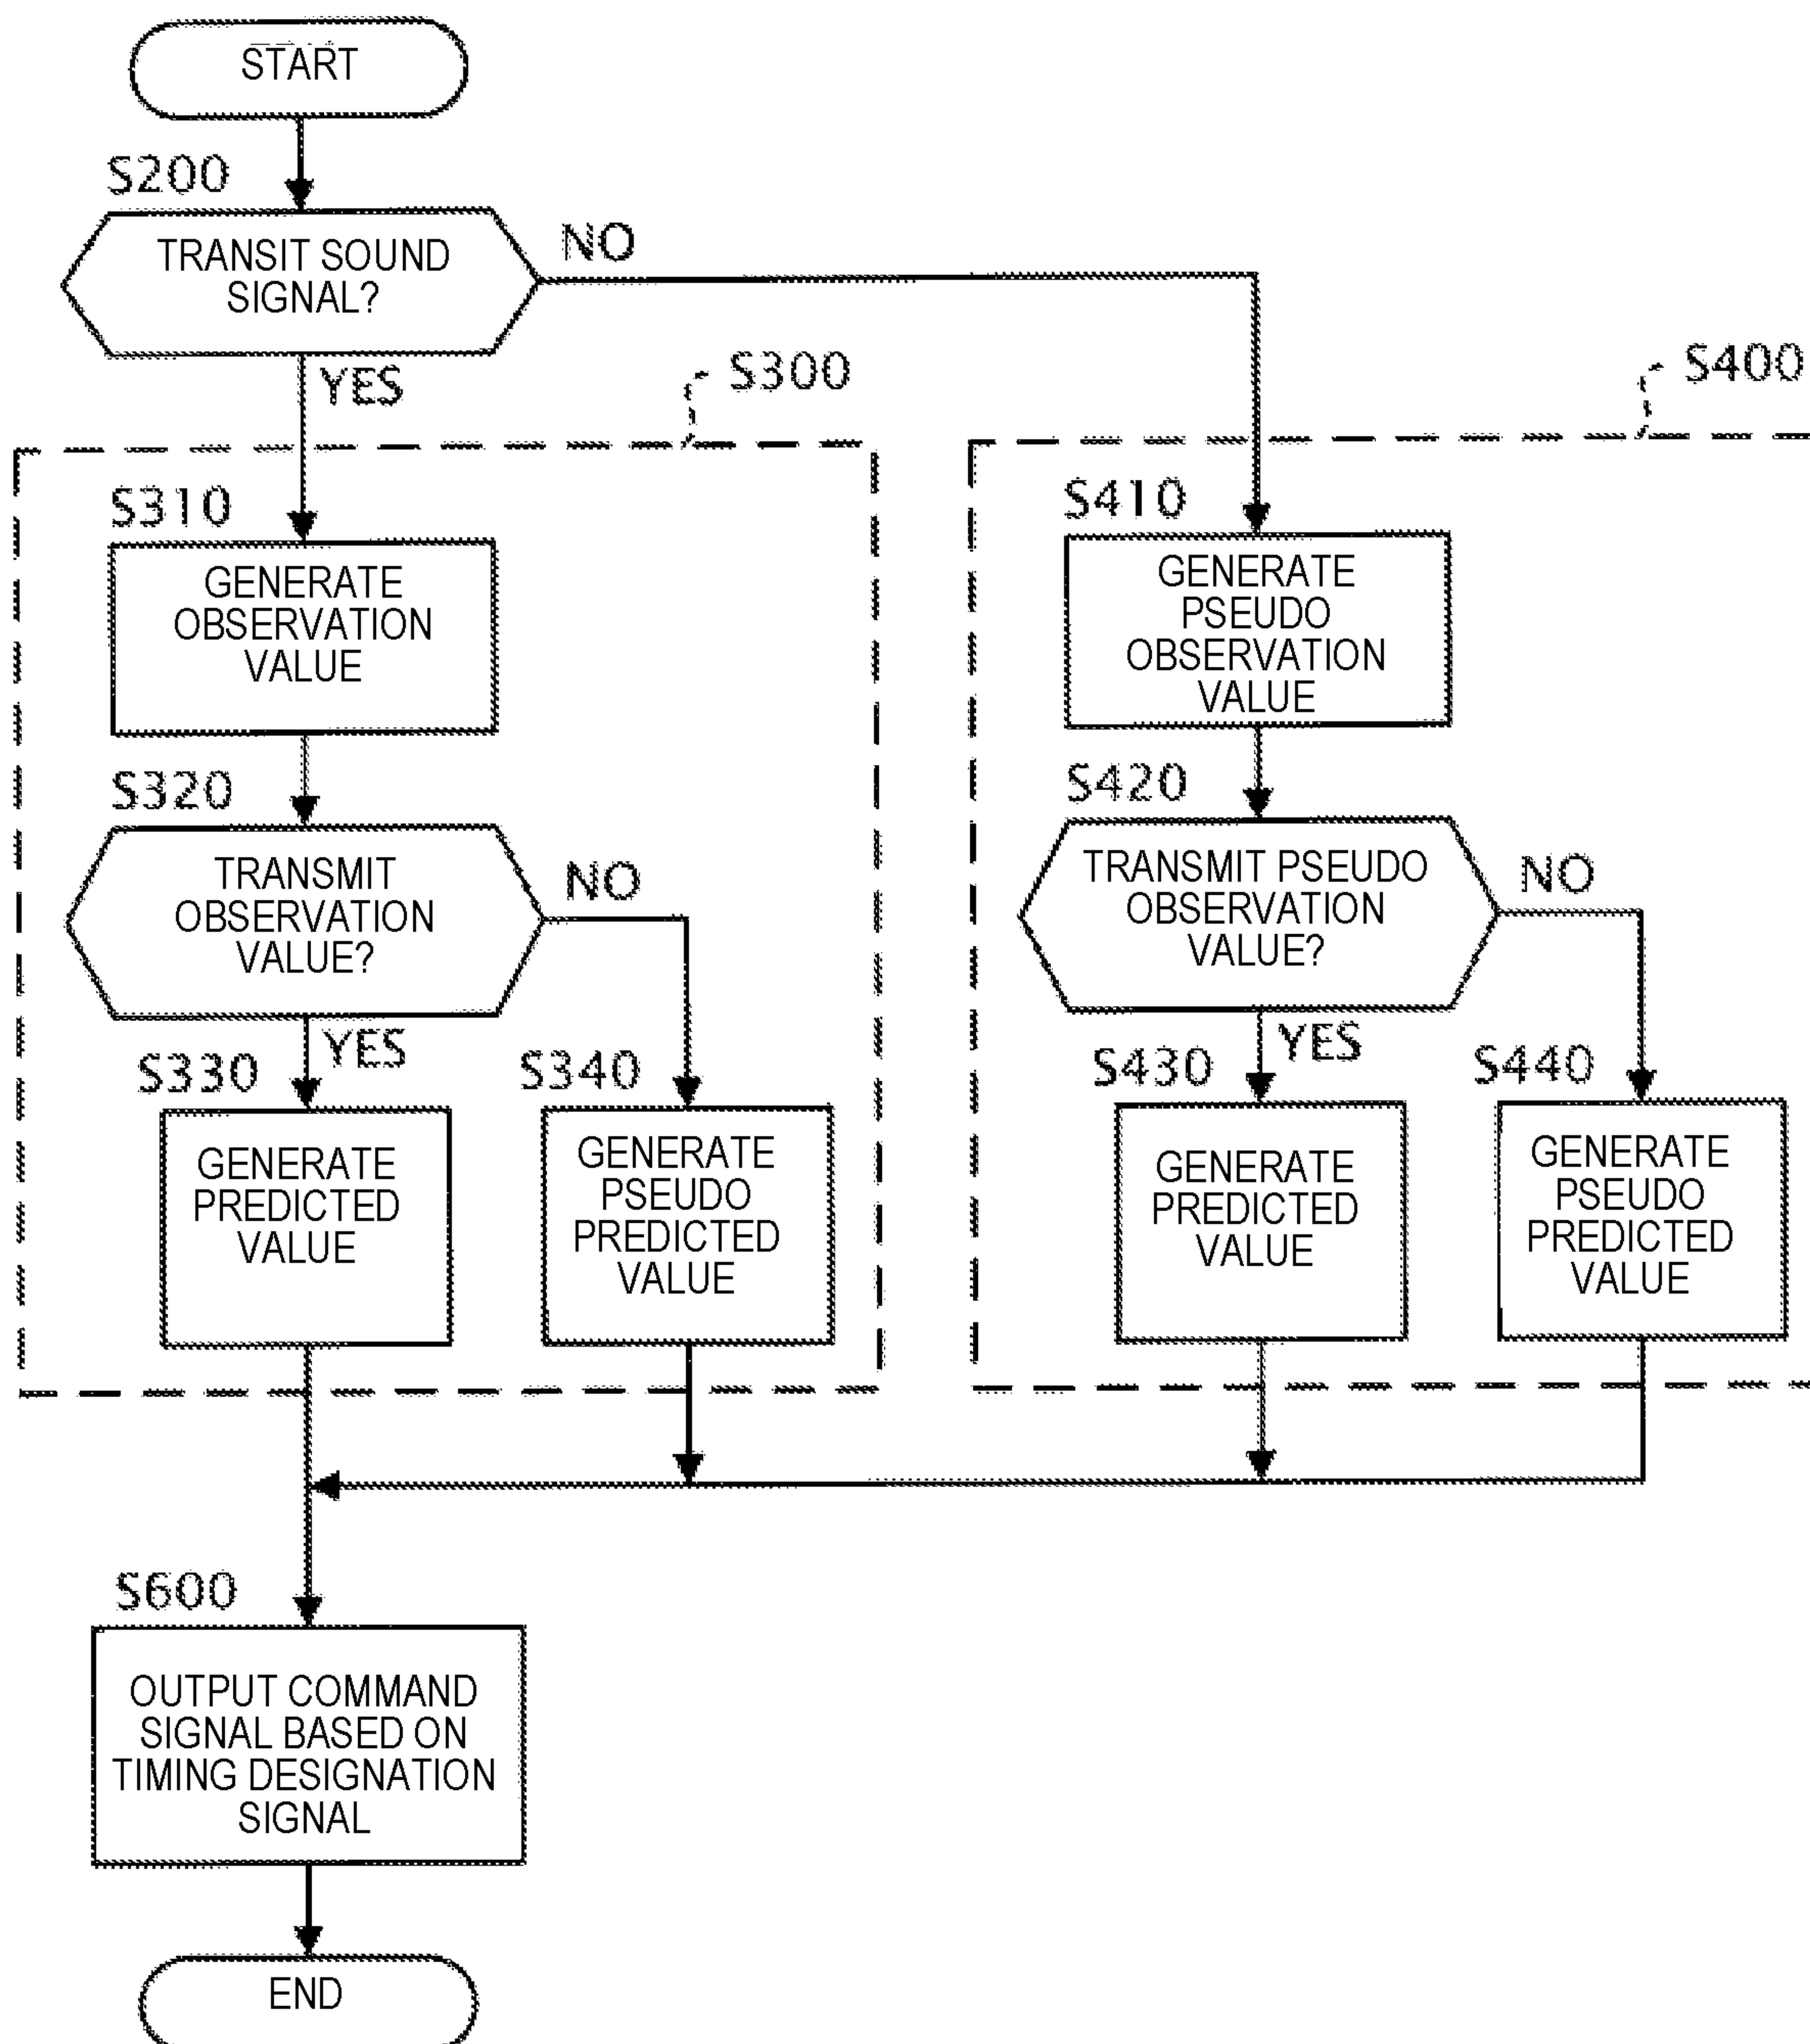 START
S200
TRANSIT SOUND
SIGNAL?
NO
YES
S300
S400
S310
GENERATE
OBSERVATION
VALUE
S410
GENERATE
PSEUDO
OBSERVATION
VALUE
S320
TRANSMIT
OBSERVATION
VALUE?
NO
YES
S420
TRANSMIT PSEUDO
OBSERVATION
VALUE?
NO
YES
S330
GENERATE
PREDICTED
VALUE
S340
GENERATE
PSEUDO
PREDICTED
VALUE
S430
GENERATE
PREDICTED
VALUE
S440
GENERATE
PSEUDO
PREDICTED
VALUE
S600
OUTPUT COMMAND
SIGNAL BASED ON
TIMING DESIGNATION
SIGNAL
END